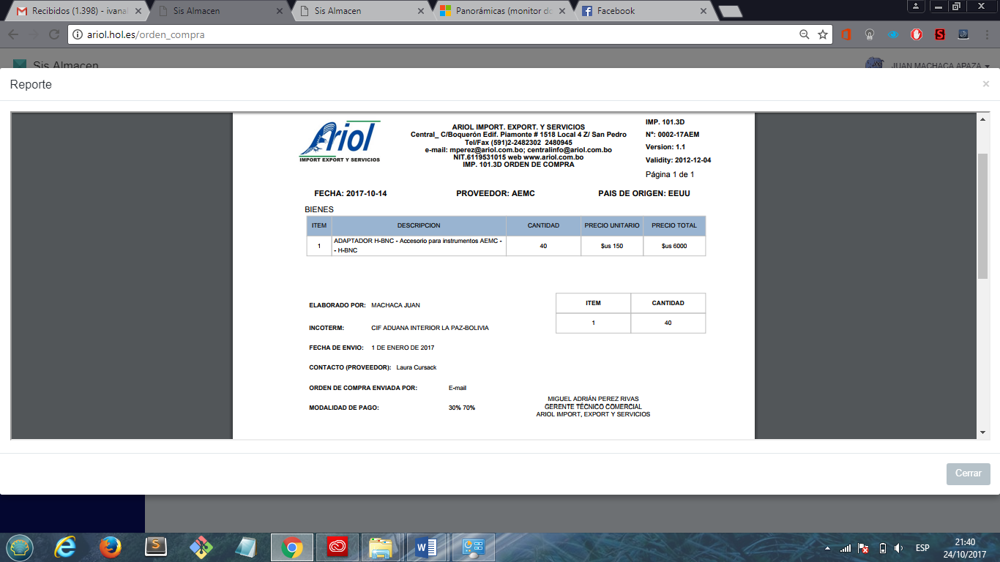 Recibidos (1.398) - ivanal
Sis Almacen
Sis Almacen
Panorámicas (monitor do
Facebook
ariol.hol.es/orden_compra
Sis Almacen
JUAN MACHACA APAZA
Reporte
Ariol
IMPORT EXPORT Y SERVICIOS
ARIOL IMPORT. EXPORT. Y SERVICIOS
Central_ C/Boquerón Edif. Piamonte # 1518 Local 4 Z/ San Pedro
Tel/Fax (591)2-2482302 2480945
e-mail: mperez@ariol.com.bo; centralinfo@ariol.com.bo
NIT.6119531015 web www.ariol.com.bo
IMP. 101.3D ORDEN DE COMPRA
IMP. 101.3D
N°: 0002-17AEM
Version: 1.1
Validity: 2012-12-04
Página 1 de 1
FECHA: 2017-10-14 PROVEEDOR: AEMC PAIS DE ORIGEN: EEUU
BIENES
ITEM DESCRIPCION CANTIDAD PRECIO UNITARIO PRECIO TOTAL
1 ADAPTADOR H-BNC - Accesorio para instrumentos AEMC - 40 $us 150 $us 6000
- H-BNC
ELABORADO POR: MACHACA JUAN
INCOTERM: CIF ADUANA INTERIOR LA PAZ-BOLIVIA
FECHA DE ENVIO: 1 DE ENERO DE 2017
CONTACTO (PROVEEDOR): Laura Cursack
ORDEN DE COMPRA ENVIADA POR: E-mail
MODALIDAD DE PAGO: 30% 70%
ITEM CANTIDAD
1 40
MIGUEL ADRIÁN PEREZ RIVAS
GERENTE TÉCNICO COMERCIAL
ARIOL IMPORT, EXPORT Y SERVICIOS
Cerrar
ESP
21:40
24/10/2017